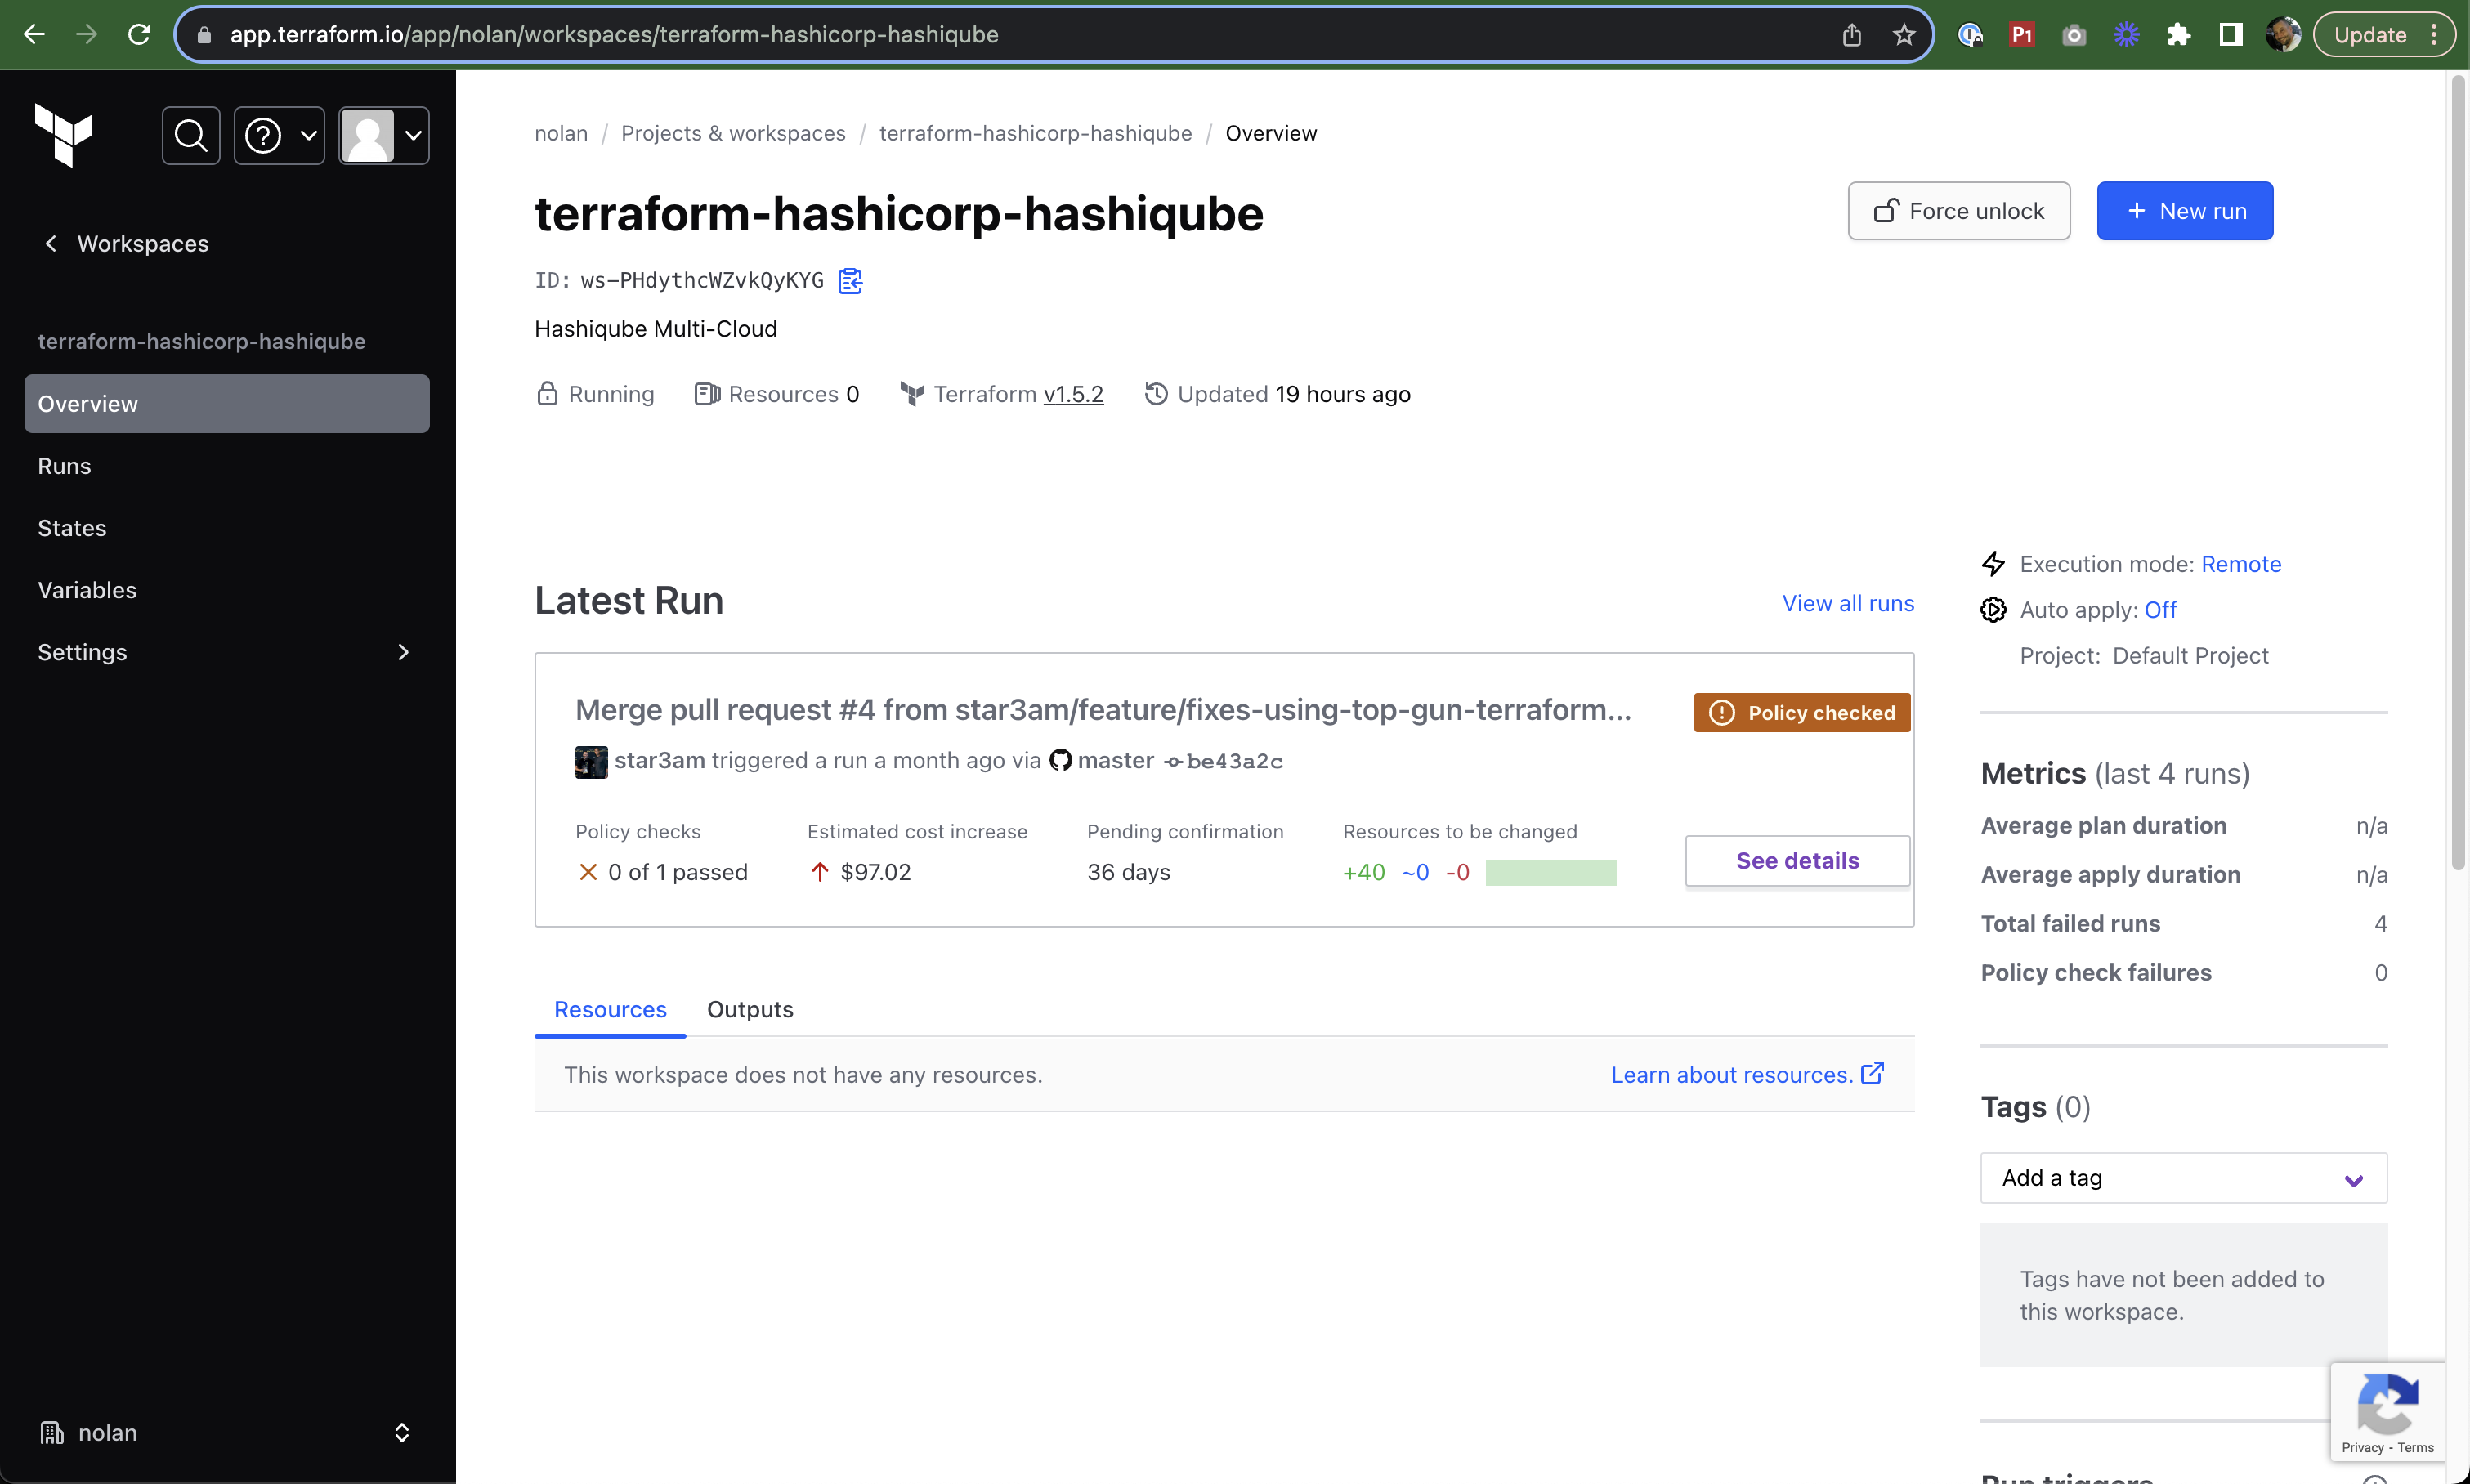 app.terraform.io/app/nolan/workspaces/terraform-hashicorp-hashiqube
P1
Update
Workspaces
terraform-hashicorp-hashiqube
Overview
Runs
States
Variables
Settings
nolan
nolan / Projects & workspaces / terraform-hashicorp-hashiqube / Overview
terraform-hashicorp-hashiqube
Force unlock
+ New run
ID: ws-PHdythcWZvkQyKYG
Hashiqube Multi-Cloud
Running Resources 0 Terraform v1.5.2 Updated 19 hours ago
Latest Run
View all runs
Merge pull request #4 from star3am/feature/fixes-using-top-gun-terraform...
Policy checked
star3am triggered a run a month ago via master be43a2c
Policy checks Estimated cost increase Pending confirmation Resources to be changed
0 of 1 passed $97.02 36 days +40 ~0 -0
See details
Resources Outputs
This workspace does not have any resources.
Learn about resources.
Execution mode: Remote
Auto apply: Off
Project: Default Project
Metrics (last 4 runs)
Average plan duration n/a
Average apply duration n/a
Total failed runs 4
Policy check failures 0
Tags (0)
Add a tag
Tags have not been added to
this workspace.
Privacy - Terms
Run triggers